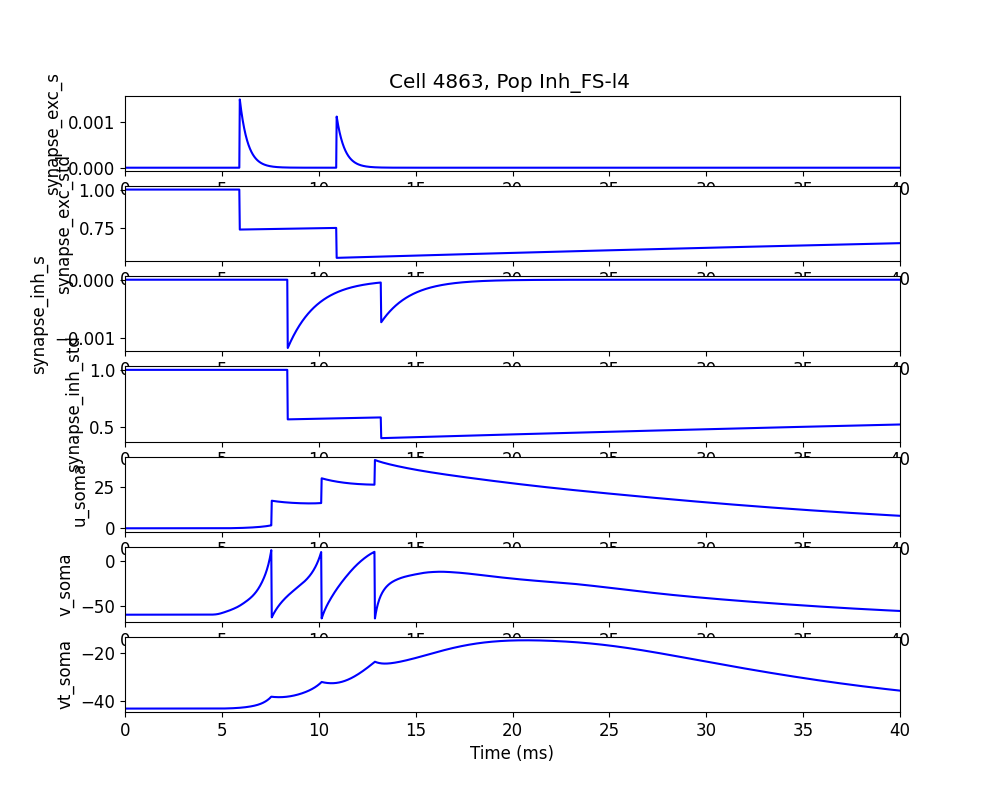 Cell 4863, Pop Inh_FS-l4
synapse_exc_s
0.001
0.000
synapse_exc_std
1.00
0.75
synapse_inh_s
0.000
0.001
synapse_inh_std
1.0
0.5
u_soma
25
0
v_soma
0
−50
vt_soma
−20
−40
0 5 10 15 20 25 30 35 40
Time (ms)